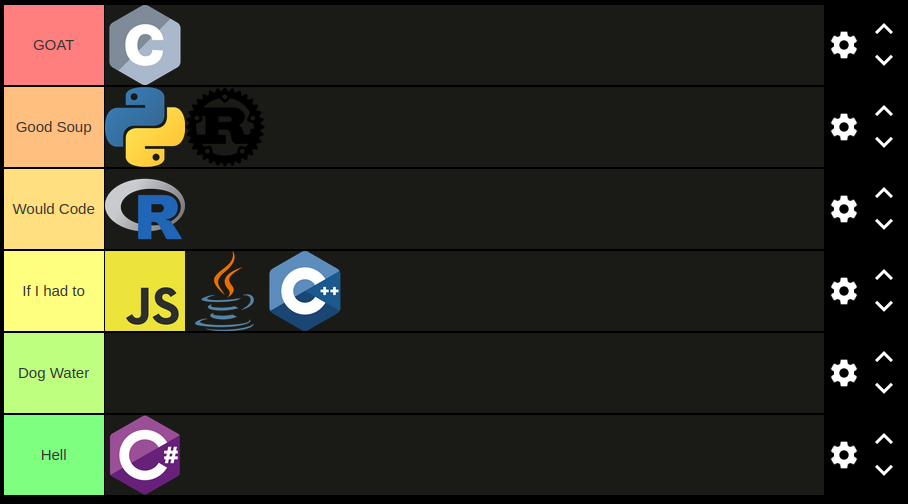 GOAT
C
Good Soup
R
Would Code
R
If I had to
JS
C++
Dog Water
Hell
C#